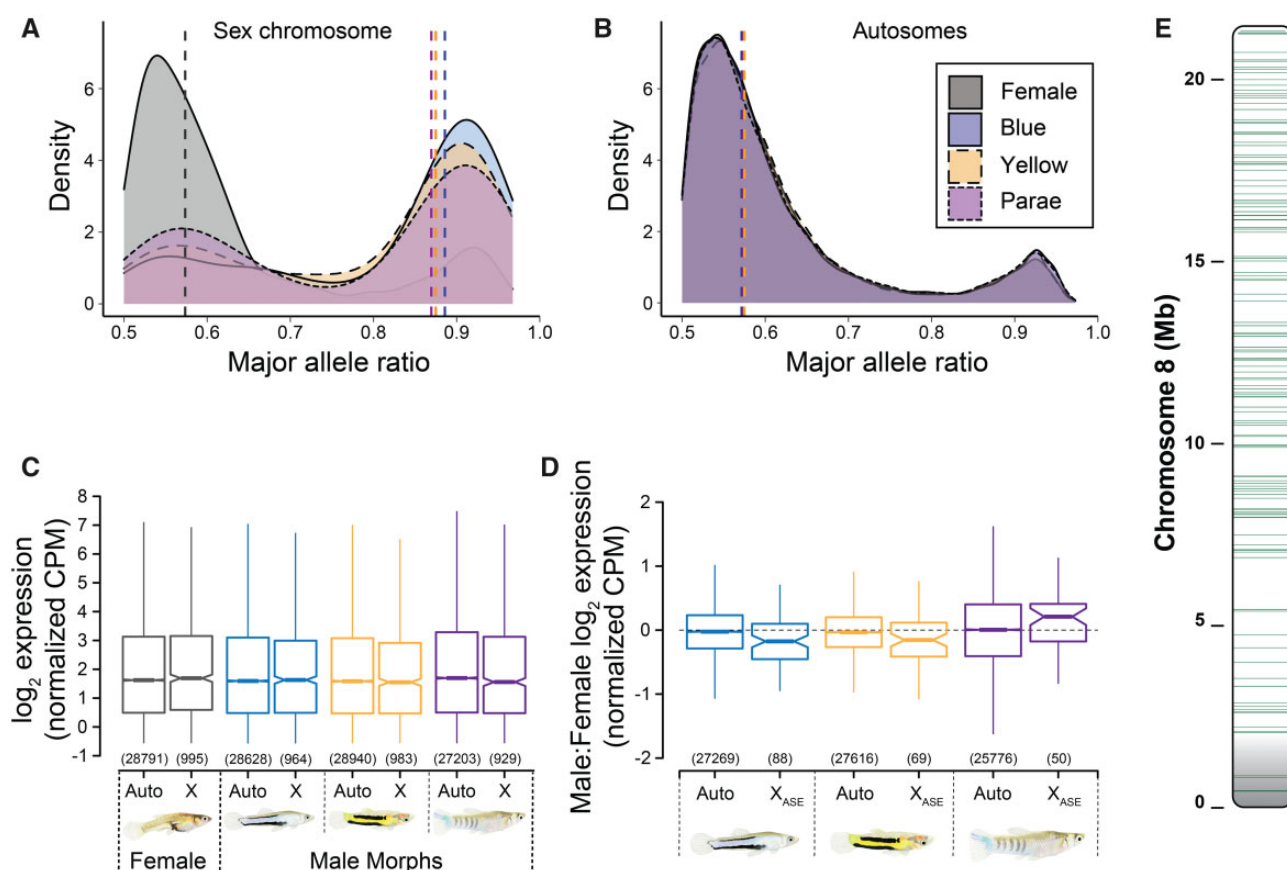 A
Sex chromosome
Density
6
4
2
0
0.5 0.6 0.7 0.8 0.9 1.0
Major allele ratio
B
Autosomes
Female
Blue
Yellow
Parae
Density
6
4
2
0
0.5 0.6 0.7 0.8 0.9 1.0
Major allele ratio
C
log2 expression
(normalized CPM)
8
7
6
5
4
3
2
1
0
-1
(28791) (995) (28628) (964) (28940) (983) (27203) (929)
Auto X Auto X Auto X Auto X
Female Male Morphs
D
Male:Female log2 expression
(normalized CPM)
2
1
0
-1
-2
(27269) (88) (27616) (69) (25776) (50)
Auto XASE Auto XASE Auto XASE
E
Chromosome 8 (Mb)
20
15
10
5
0